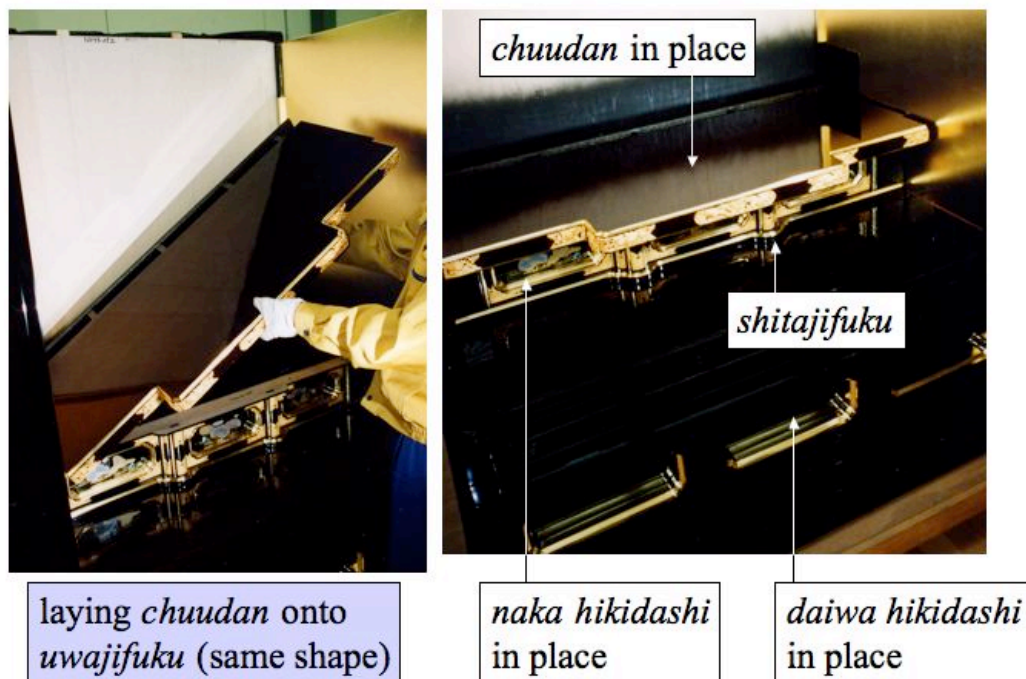 chuudan in place
shitajifuku
laying chuudan onto
uwajifuku (same shape)
naka hikidashi
in place
daiwa hikidashi
in place